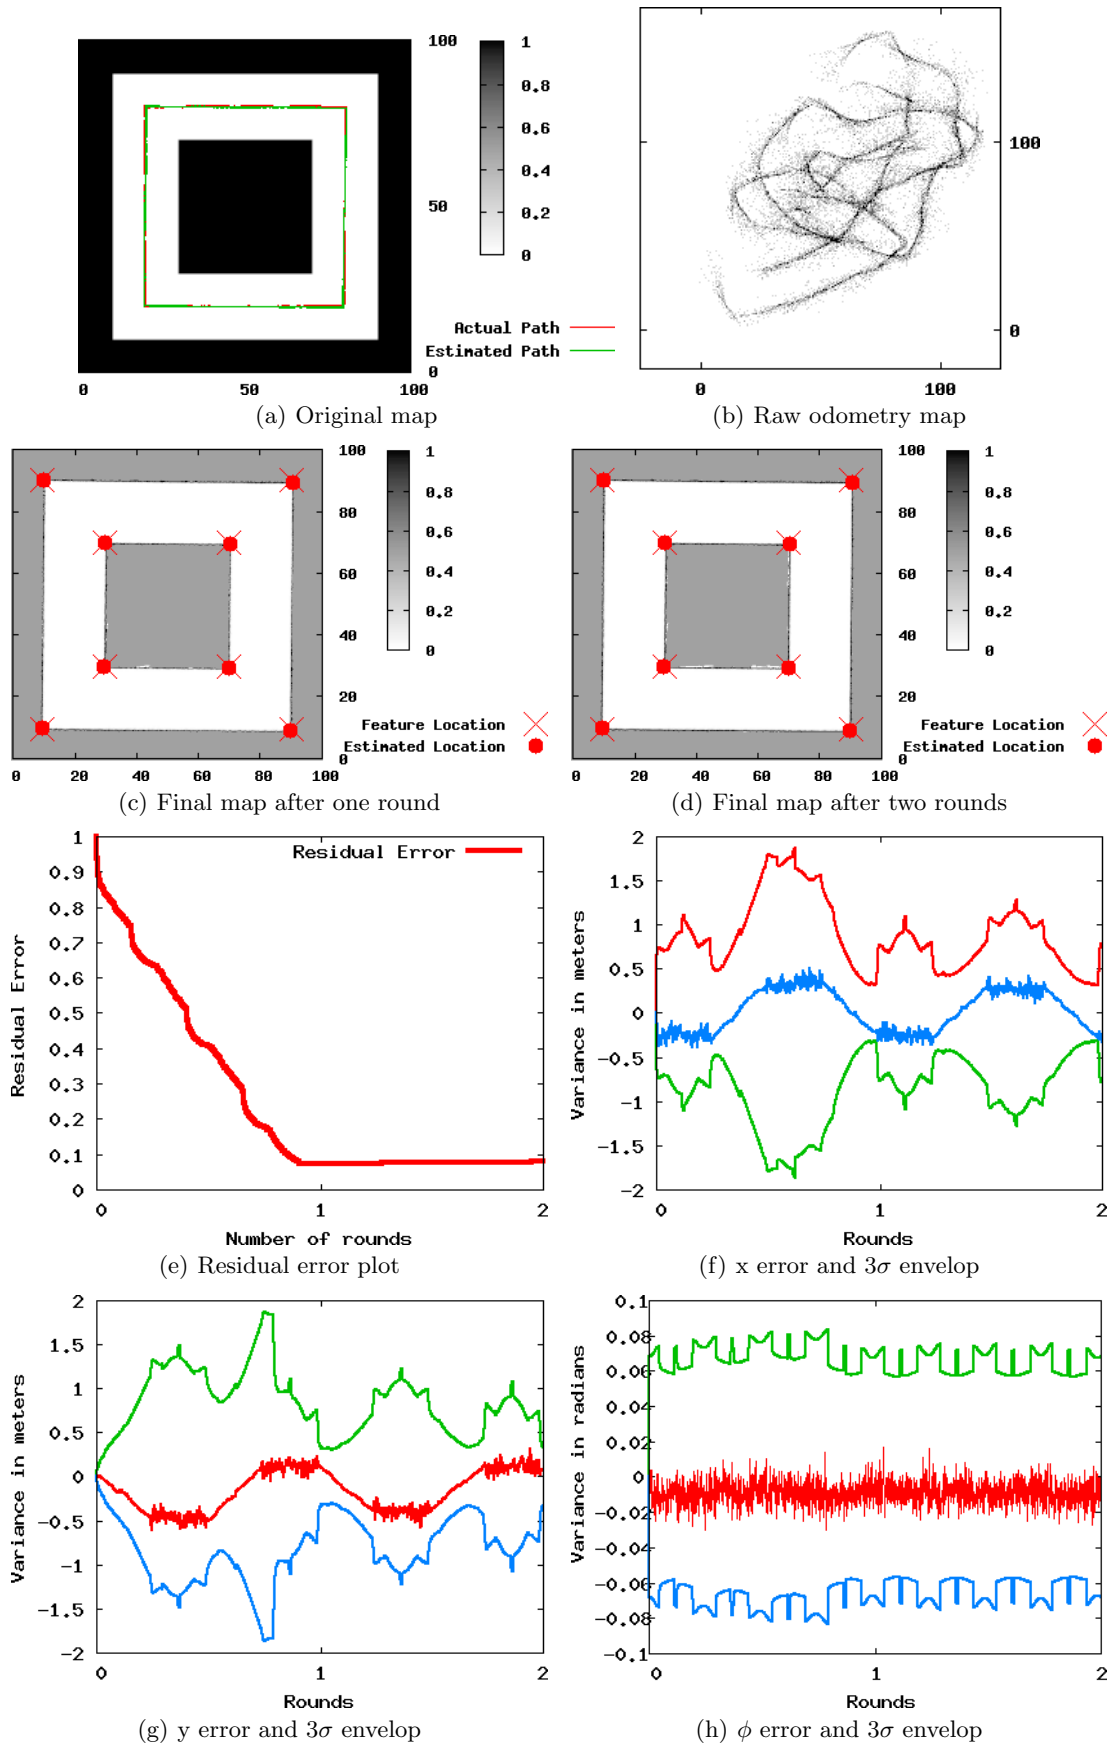 100
50
0
0 50 100
1
0.8
0.6
0.4
0.2
0
Actual Path
Estimated Path
(a) Original map
100
0
0 100
(b) Raw odometry map
100
80
60
40
20
0
0 20 40 60 80 100
1
0.8
0.6
0.4
0.2
0
Feature Location
Estimated Location
(c) Final map after one round
100
80
60
40
20
0
0 20 40 60 80 100
1
0.8
0.6
0.4
0.2
0
Feature Location
Estimated Location
(d) Final map after two rounds
Residual Error
1
0.9
0.8
0.7
0.6
0.5
0.4
0.3
0.2
0.1
0
Residual Error
0 1 2
Number of rounds
(e) Residual error plot
Variance in meters
2
1.5
1
0.5
0
-0.5
-1
-1.5
-2
0 1 2
Rounds
(f) x error and 3σ envelop
Variance in meters
2
1.5
1
0.5
0
-0.5
-1
-1.5
-2
0 1 2
Rounds
(g) y error and 3σ envelop
Variance in radians
0.1
0.08
0.06
0.04
0.02
0
-0.02
-0.04
-0.06
-0.08
-0.1
0 1 2
Rounds
(h) ϕ error and 3σ envelop